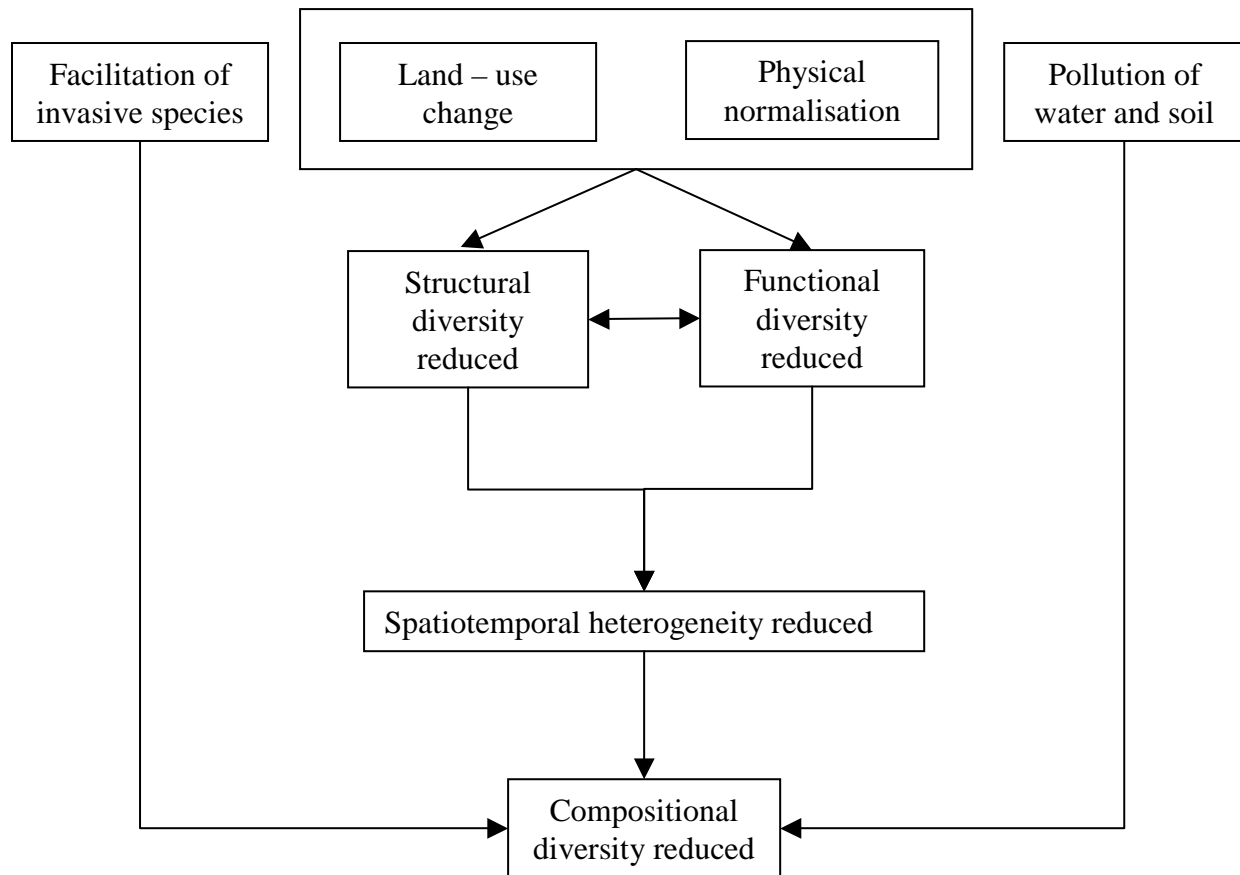 Facilitation of
invasive species
Land – use
change
Physical
normalisation
Pollution of
water and soil
Structural
diversity
reduced
Functional
diversity
reduced
Spatiotemporal heterogeneity reduced
Compositional
diversity reduced